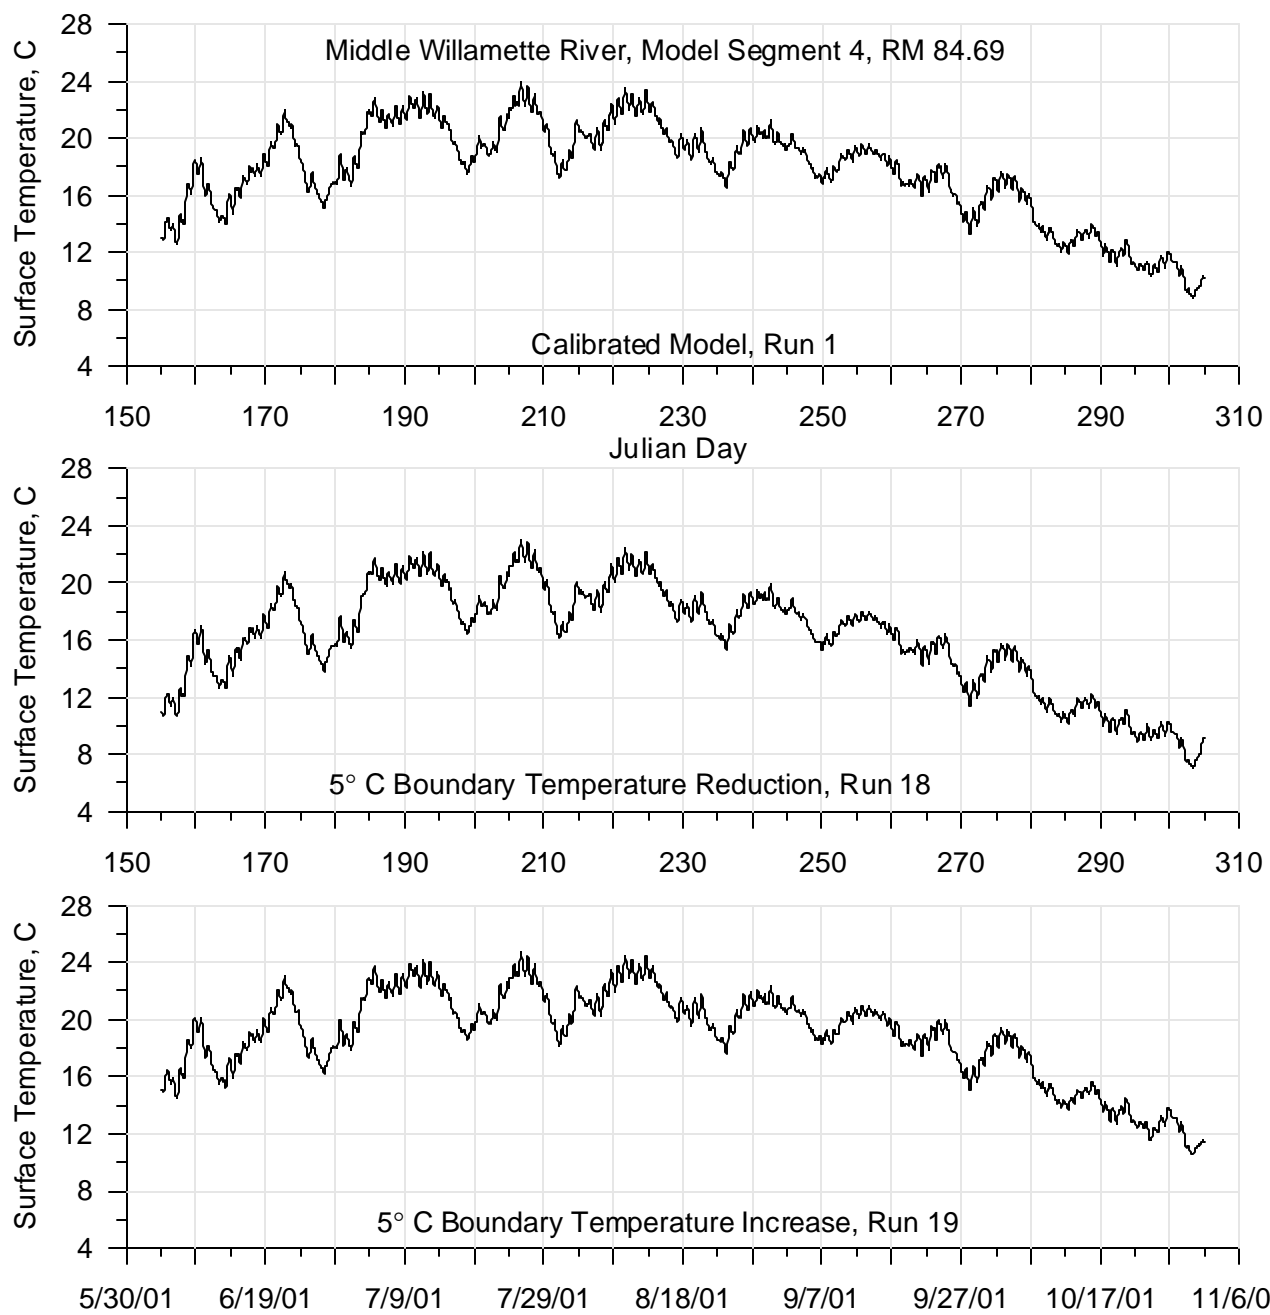 28
Middle Willamette River, Model Segment 4, RM 84.69
24
20
16
12
8
Calibrated Model, Run 1
4
Surface Temperature, C
150 170 190 210 230 250 270 290 310
Julian Day
28
24
20
16
12
8
5° C Boundary Temperature Reduction, Run 18
4
Surface Temperature, C
150 170 190 210 230 250 270 290 310
28
24
20
16
12
8
5° C Boundary Temperature Increase, Run 19
4
Surface Temperature, C
5/30/01 6/19/01 7/9/01 7/29/01 8/18/01 9/7/01 9/27/01 10/17/01 11/6/0